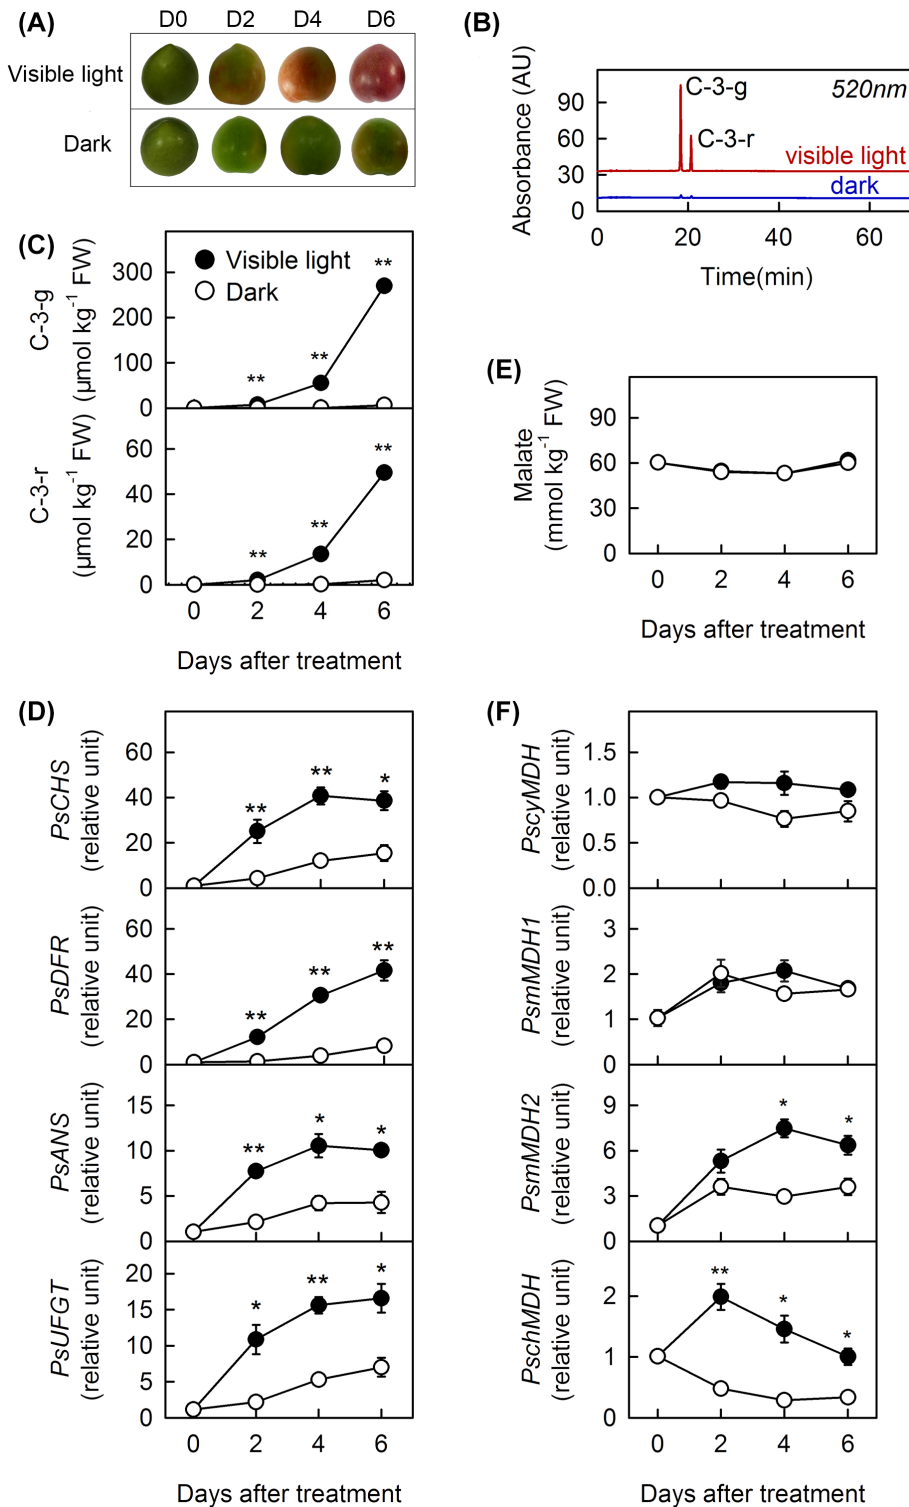 (A)
D0 D2 D4 D6
Visible light
Dark
(B)
Absorbance (AU)
90
60
30
0
C-3-g
C-3-r
520nm
visible light
dark
0 20 40 60
Time(min)
(C)
C-3-g
(µmol kg⁻¹ FW)
300
200
100
0
Visible light
Dark
**
**
**
C-3-r
(µmol kg⁻¹ FW)
60
40
20
0
**
**
**
0 2 4 6
Days after treatment
(E)
Malate
(mmol kg⁻¹ FW)
90
60
30
0
0 2 4 6
Days after treatment
(D)
PsCHS
(relative unit)
60
40
20
0
**
**
*
PsDFR
(relative unit)
60
40
20
0
**
**
**
PsANS
(relative unit)
15
10
5
0
**
*
*
PsUFGT
(relative unit)
20
15
10
5
0
*
**
*
0 2 4 6
Days after treatment
(F)
PscyMDH
(relative unit)
1.5
1.0
0.5
0.0
PsmMDH1
(relative unit)
3
2
1
0
PsmMDH2
(relative unit)
9
6
3
0
*
*
PschMDH
(relative unit)
2
1
0
**
*
*
0 2 4 6
Days after treatment